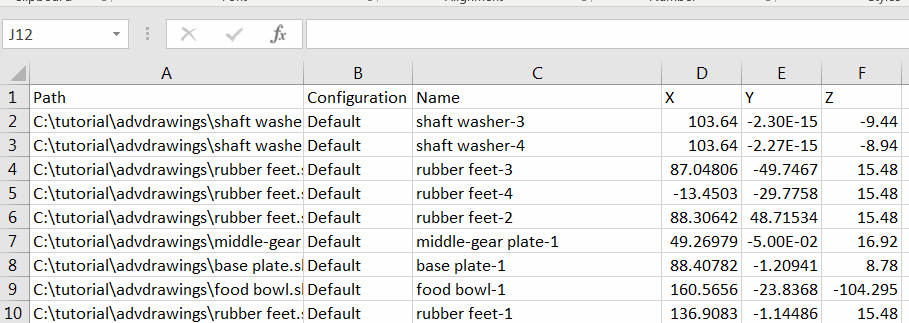 J12 fx
A B C D E F
1 Path Configuration Name X Y Z
2 C:\tutorial\advdrawings\shaft washe Default shaft washer-3 103.64 -2.30E-15 -9.44
3 C:\tutorial\advdrawings\shaft washe Default shaft washer-4 103.64 -2.27E-15 -8.94
4 C:\tutorial\advdrawings\rubber feet.s Default rubber feet-3 87.04806 -49.7467 15.48
5 C:\tutorial\advdrawings\rubber feet.s Default rubber feet-4 -13.4503 -29.7758 15.48
6 C:\tutorial\advdrawings\rubber feet.s Default rubber feet-2 88.30642 48.71534 15.48
7 C:\tutorial\advdrawings\middle-gear Default middle-gear plate-1 49.26979 -5.00E-02 16.92
8 C:\tutorial\advdrawings\base plate.sl Default base plate-1 88.40782 -1.20941 8.78
9 C:\tutorial\advdrawings\food bowl.sl Default food bowl-1 160.5656 -23.8368 -104.295
10 C:\tutorial\advdrawings\rubber feet.s Default rubber feet-1 136.9083 -1.14486 15.48